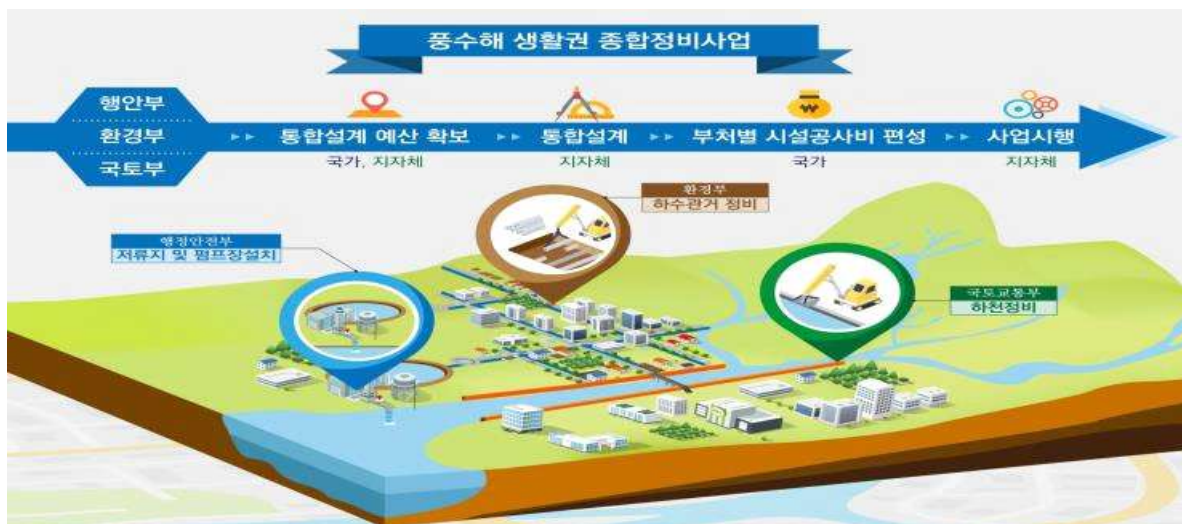 풍수해 생활권 종합정비사업
행안부
환경부
국토부
통합설계 예산 확보
국가, 지자체
통합설계
지자체
부처별 시설공사비 편성
국가
사업시행
지자체
환경부
하수관거 정비
행정안전부
저류지 및 펌프장설치
국토교통부
하천정비